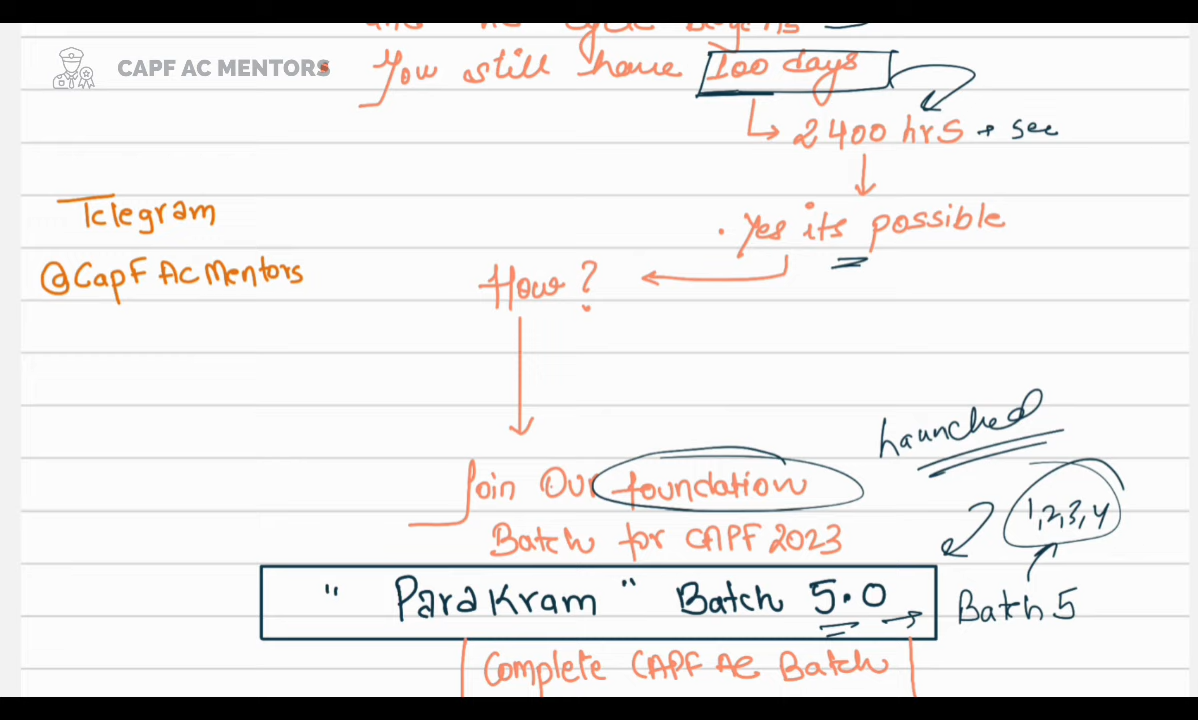 CAPF AC MENTORS
You still have 100 days
2400 hrs → see
Telegram
. Yes its possible
@CapF Ac Mentors
How?
launched
Join Our foundation
1,2,3,4
Batch for CAPF 2023
" Parakram " Batch 5.0
Batch 5
Complete CAPF AC Batch